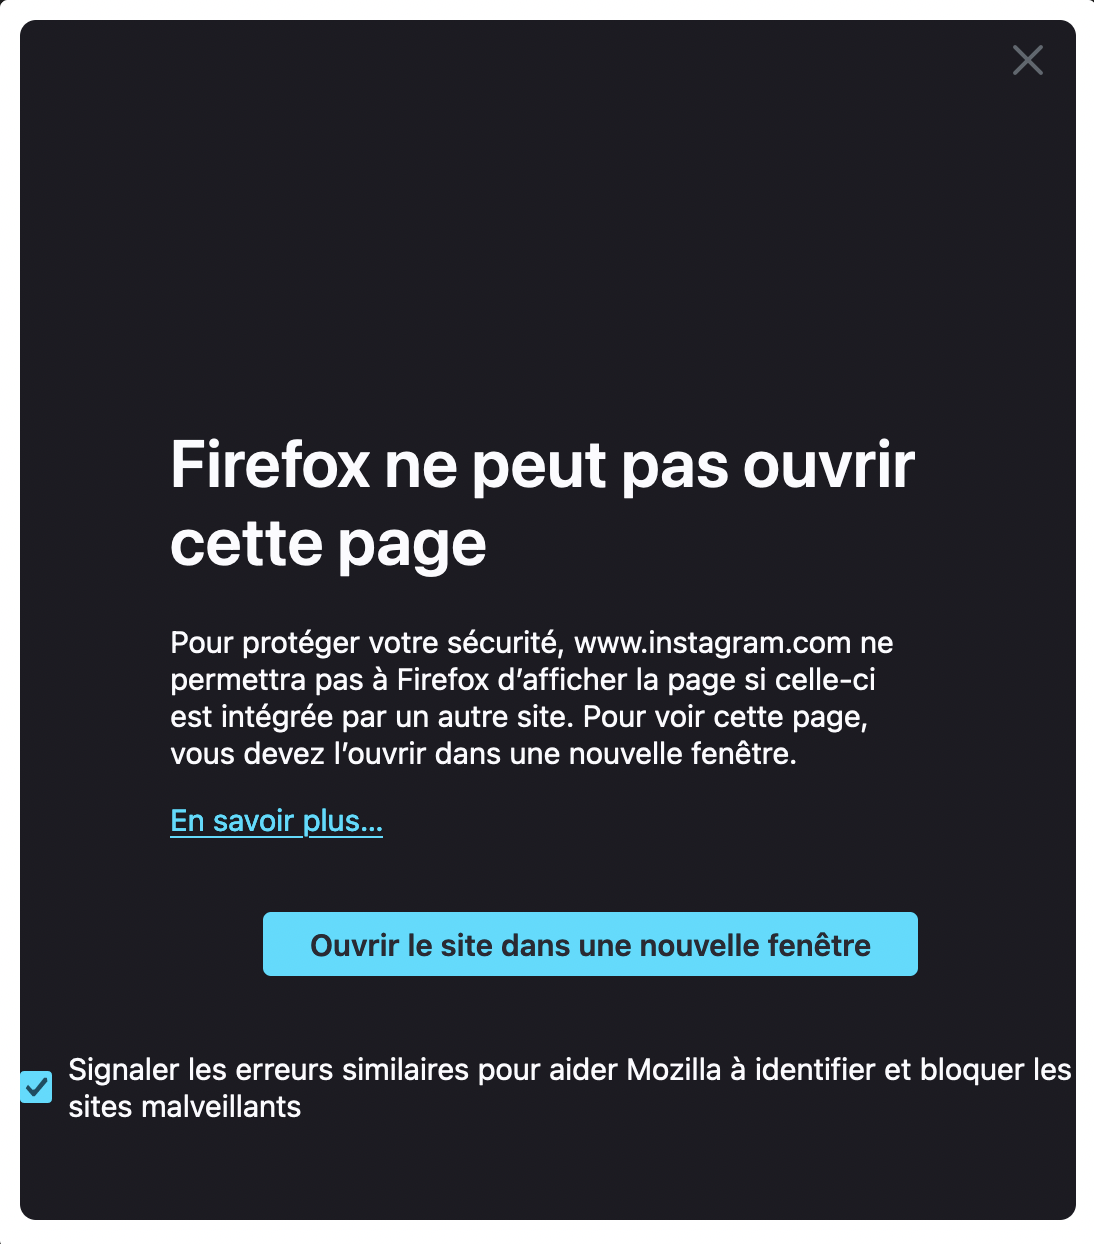 Firefox ne peut pas ouvrir
cette page
Pour protéger votre sécurité, www.instagram.com ne
permettra pas à Firefox d’afficher la page si celle-ci
est intégrée par un autre site. Pour voir cette page,
vous devez l’ouvrir dans une nouvelle fenêtre.
En savoir plus…
Ouvrir le site dans une nouvelle fenêtre
Signaler les erreurs similaires pour aider Mozilla à identifier et bloquer les
sites malveillants